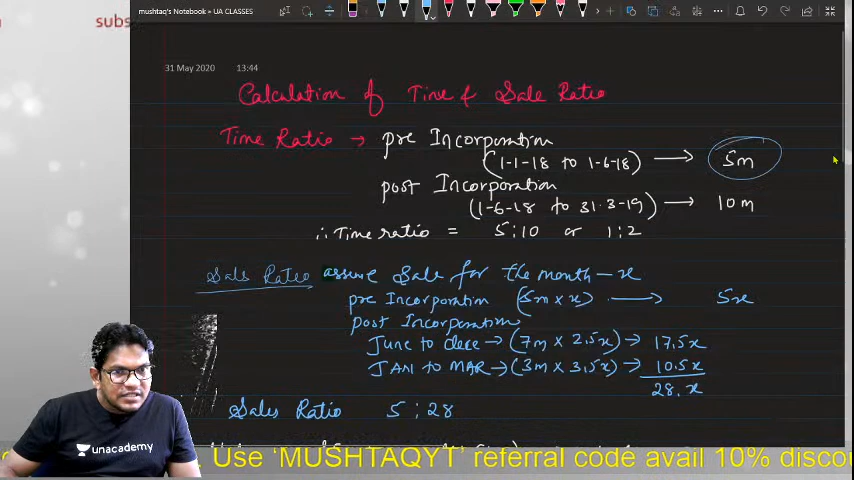 subs
mushtaq's Notebook » UA CLASSES
31 May 2020 13:44
Calculation of Time & Sale Ratio
Time Ratio → pre Incorporation
(1-1-18 to 1-6-18) → 5m
post Incorporation
(1-6-18 to 31-3-19) → 10m
∴ Time ratio = 5:10 or 1:2
Sals Ratio assume Sale for the month - x
pre Incorporation (5m x x) → 5x
post Incorporation
June to Dece → (7m x 2.5x) → 17.5x
JAN to MAR → (3m x 3.5x) → 10.5x
28.x
Sales Ratio 5:28
unacademy
. Use 'MUSHTAQYT' referral code avail 10% disco